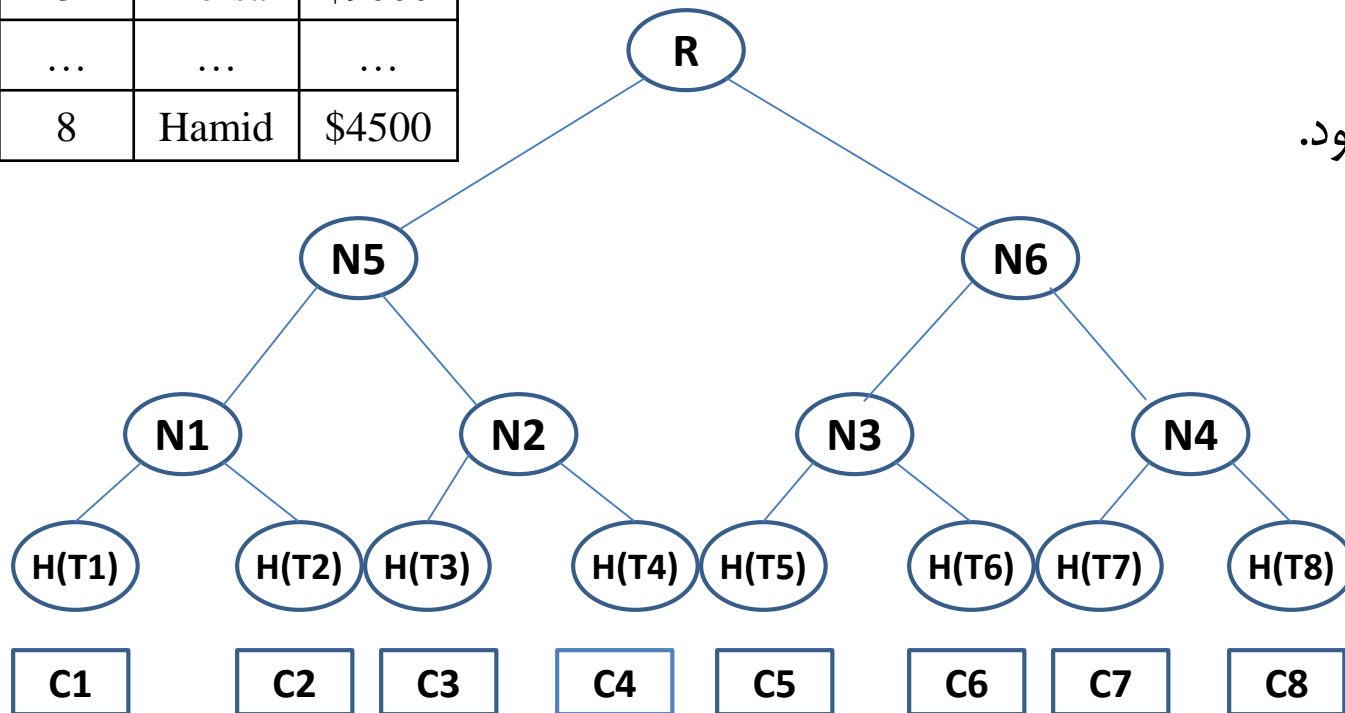 … … …
8 Hamid $4500
R
ود.
N5 N6
N1 N2 N3 N4
H(T1) H(T2) H(T3) H(T4) H(T5) H(T6) H(T7) H(T8)
C1 C2 C3 C4 C5 C6 C7 C8